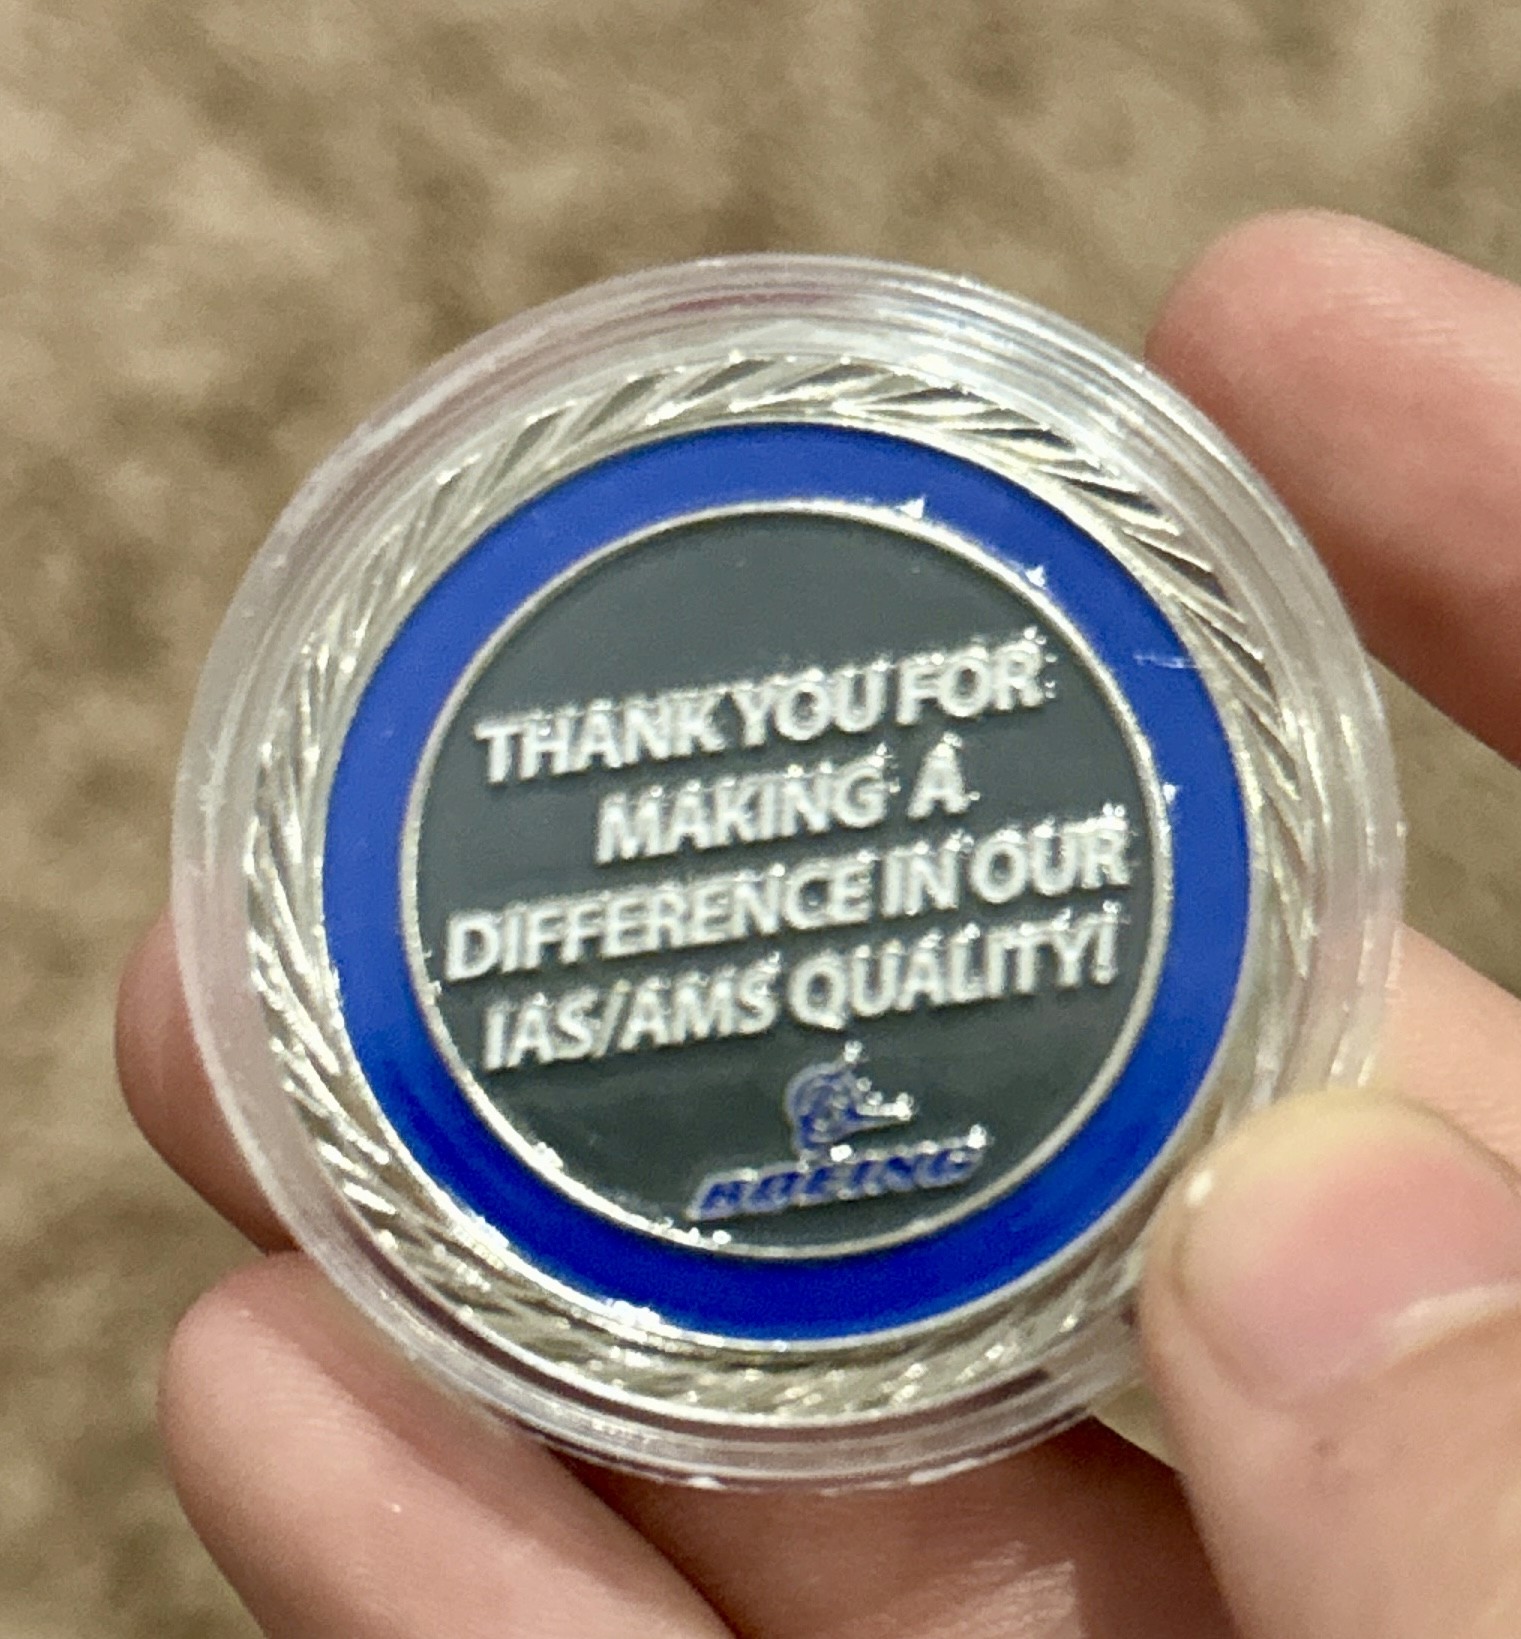 THANK YOU FOR
MAKING A
DIFFERENCE IN OUR
IAS/AMS QUALITY!
BOEING